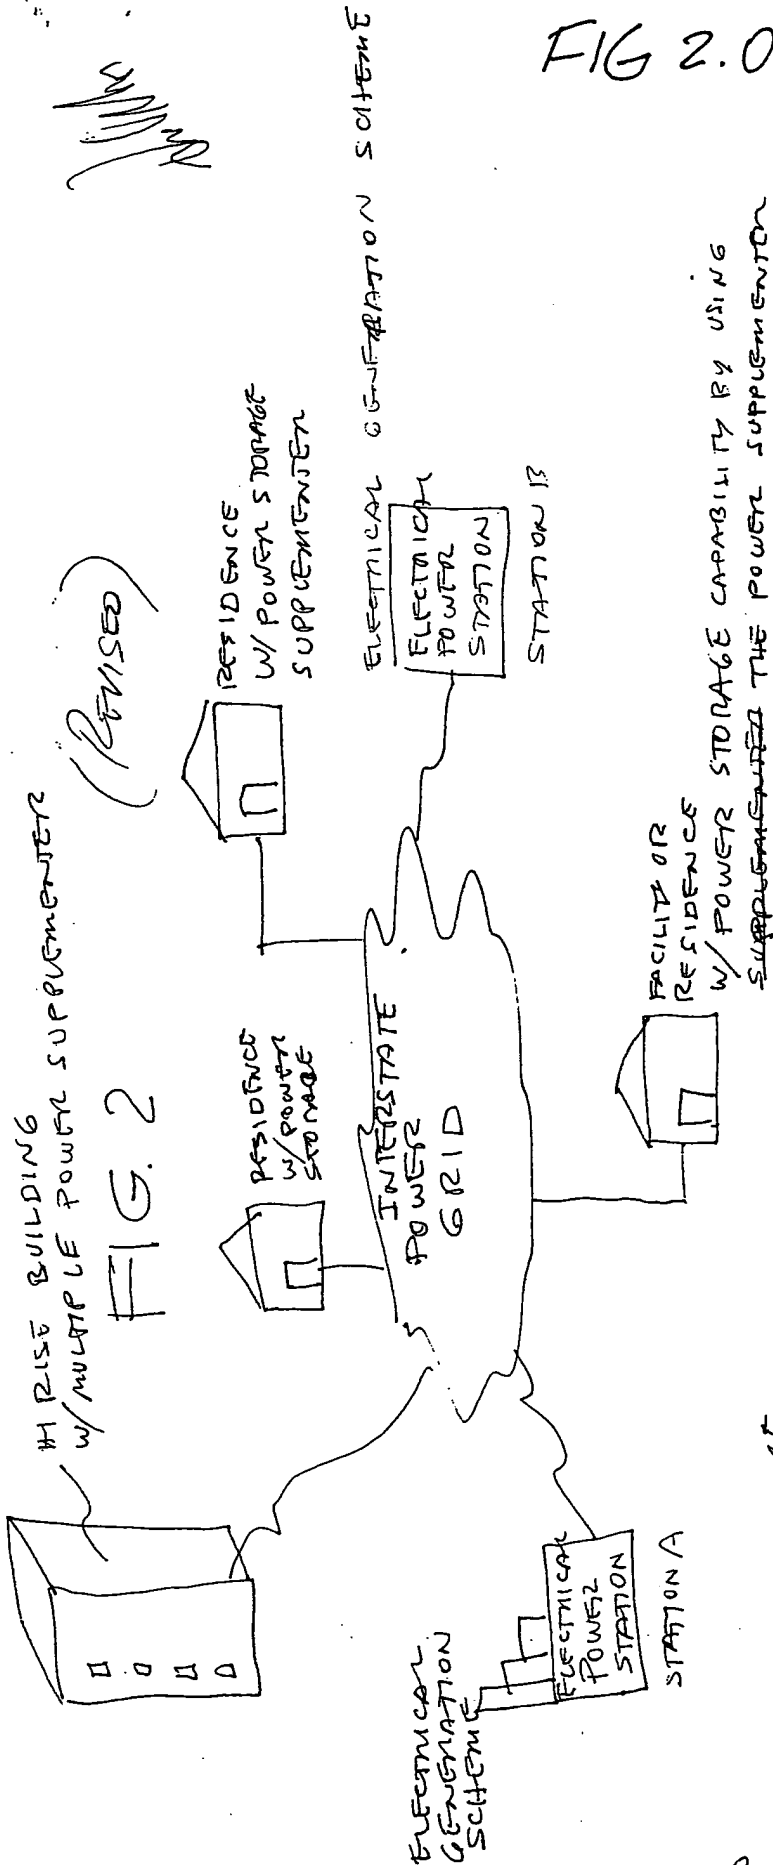 FIG 2.0
HI RISE BUILDING
W/ MULTIPLE POWER SUPPLEMENTER
FIG. 2
(REVISED)
RESIDENCE
W/ POWER
STORAGE
RESIDENCE
W/ POWER STORAGE
SUPPLEMENTER
INTERSTATE
POWER
GRID
ELECTRICAL GENERATION SCHEME
ELECTRICAL
POWER
STATION
STATION B
ELECTRICAL
GENERATION
SCHEME
ELECTRICAL
POWER
STATION
STATION A
FACILITY OR
RESIDENCE
W/ POWER STORAGE CAPABILITY BY USING
SUPPLEMENTER THE POWER SUPPLEMENTER